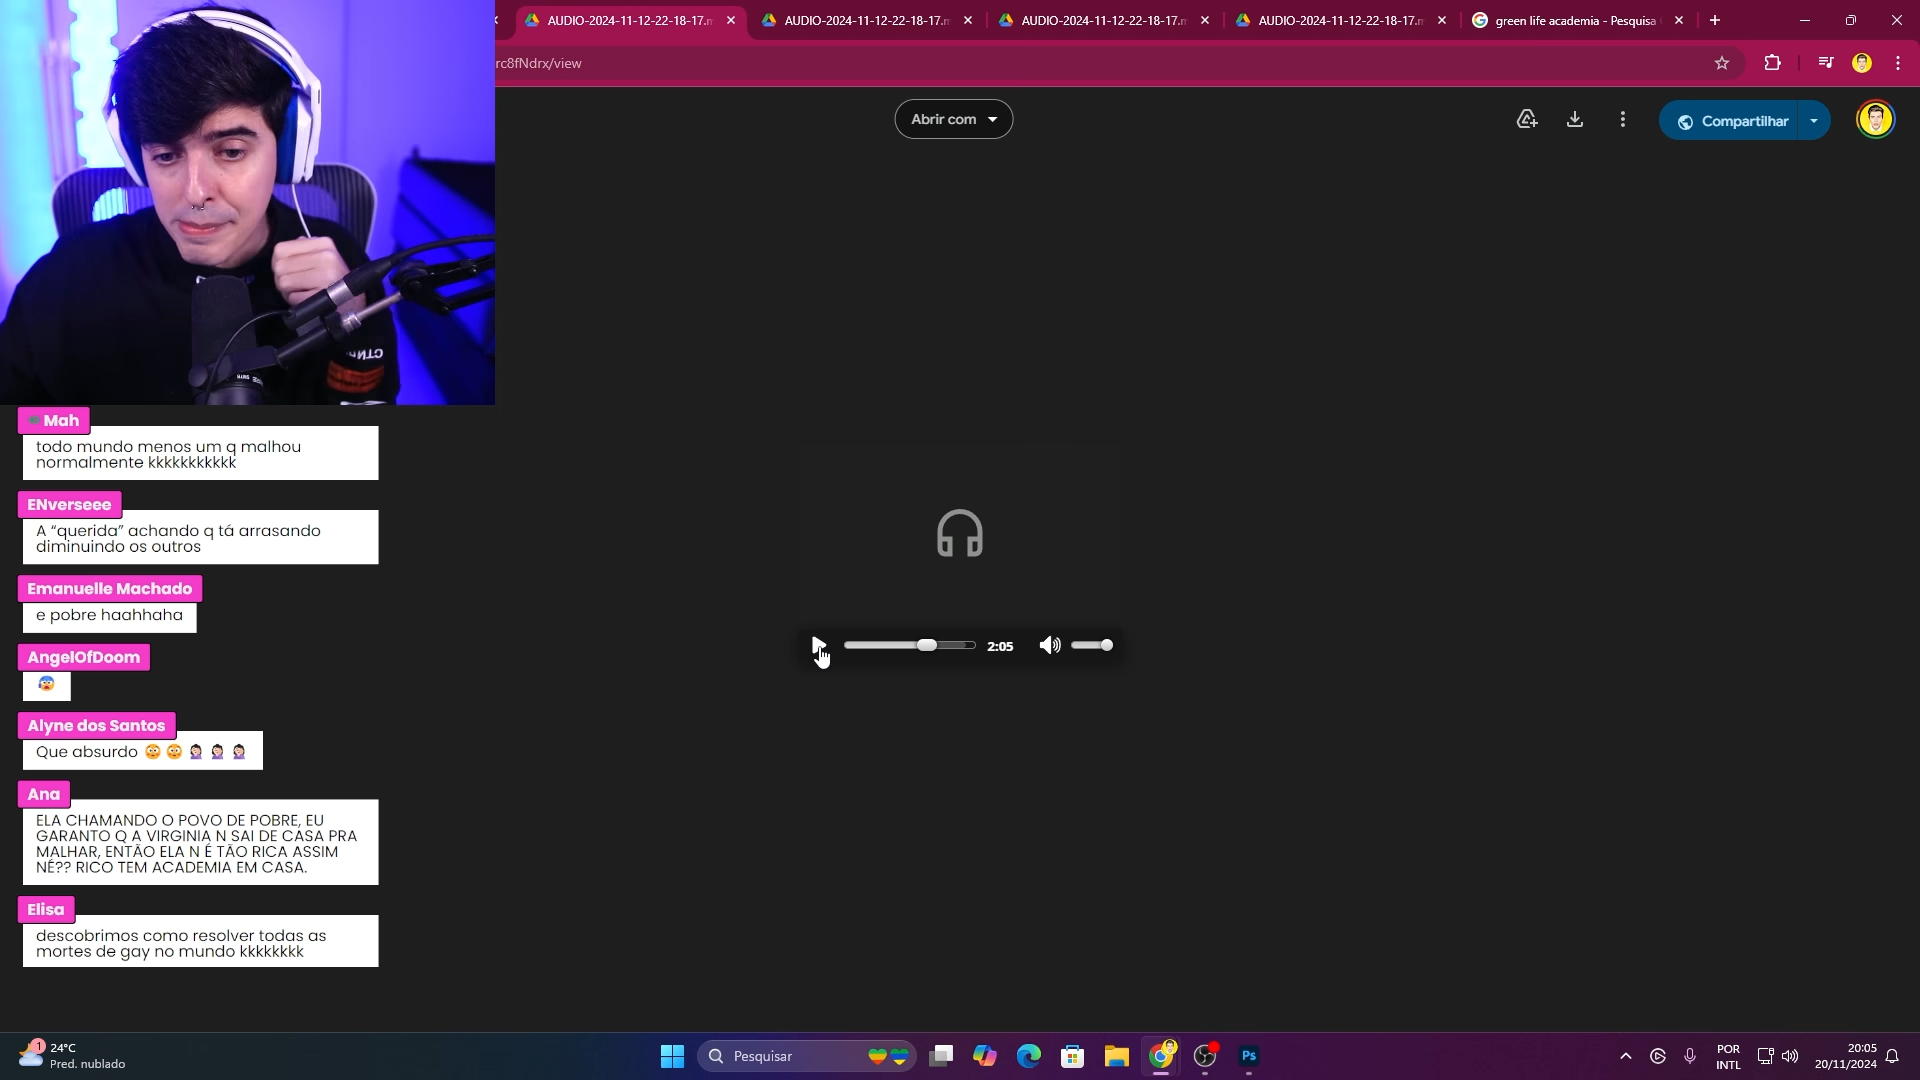 AUDIO-2024-11-12-22-18-17.m
AUDIO-2024-11-12-22-18-17.m
AUDIO-2024-11-12-22-18-17.m
AUDIO-2024-11-12-22-18-17.m
green life academia - Pesquisa
rc8fNdrx/view
Abrir com
Compartilhar
2:05
Mah
todo mundo menos um q malhou
normalmente kkkkkkkkkkk
ENverseee
A “querida” achando q tá arrasando
diminuindo os outros
Emanuelle Machado
e pobre haahhaha
AngelOfDoom
Alyne dos Santos
Que absurdo
Ana
ELA CHAMANDO O POVO DE POBRE, EU
GARANTO Q A VIRGINIA N SAI DE CASA PRA
MALHAR, ENTÃO ELA N É TÃO RICA ASSIM
NÉ?? RICO TEM ACADEMIA EM CASA.
Elisa
descobrimos como resolver todas as
mortes de gay no mundo kkkkkkkk
1
24°C
Pred. nublado
Pesquisar
Ps
POR
INTL
20:05
20/11/2024